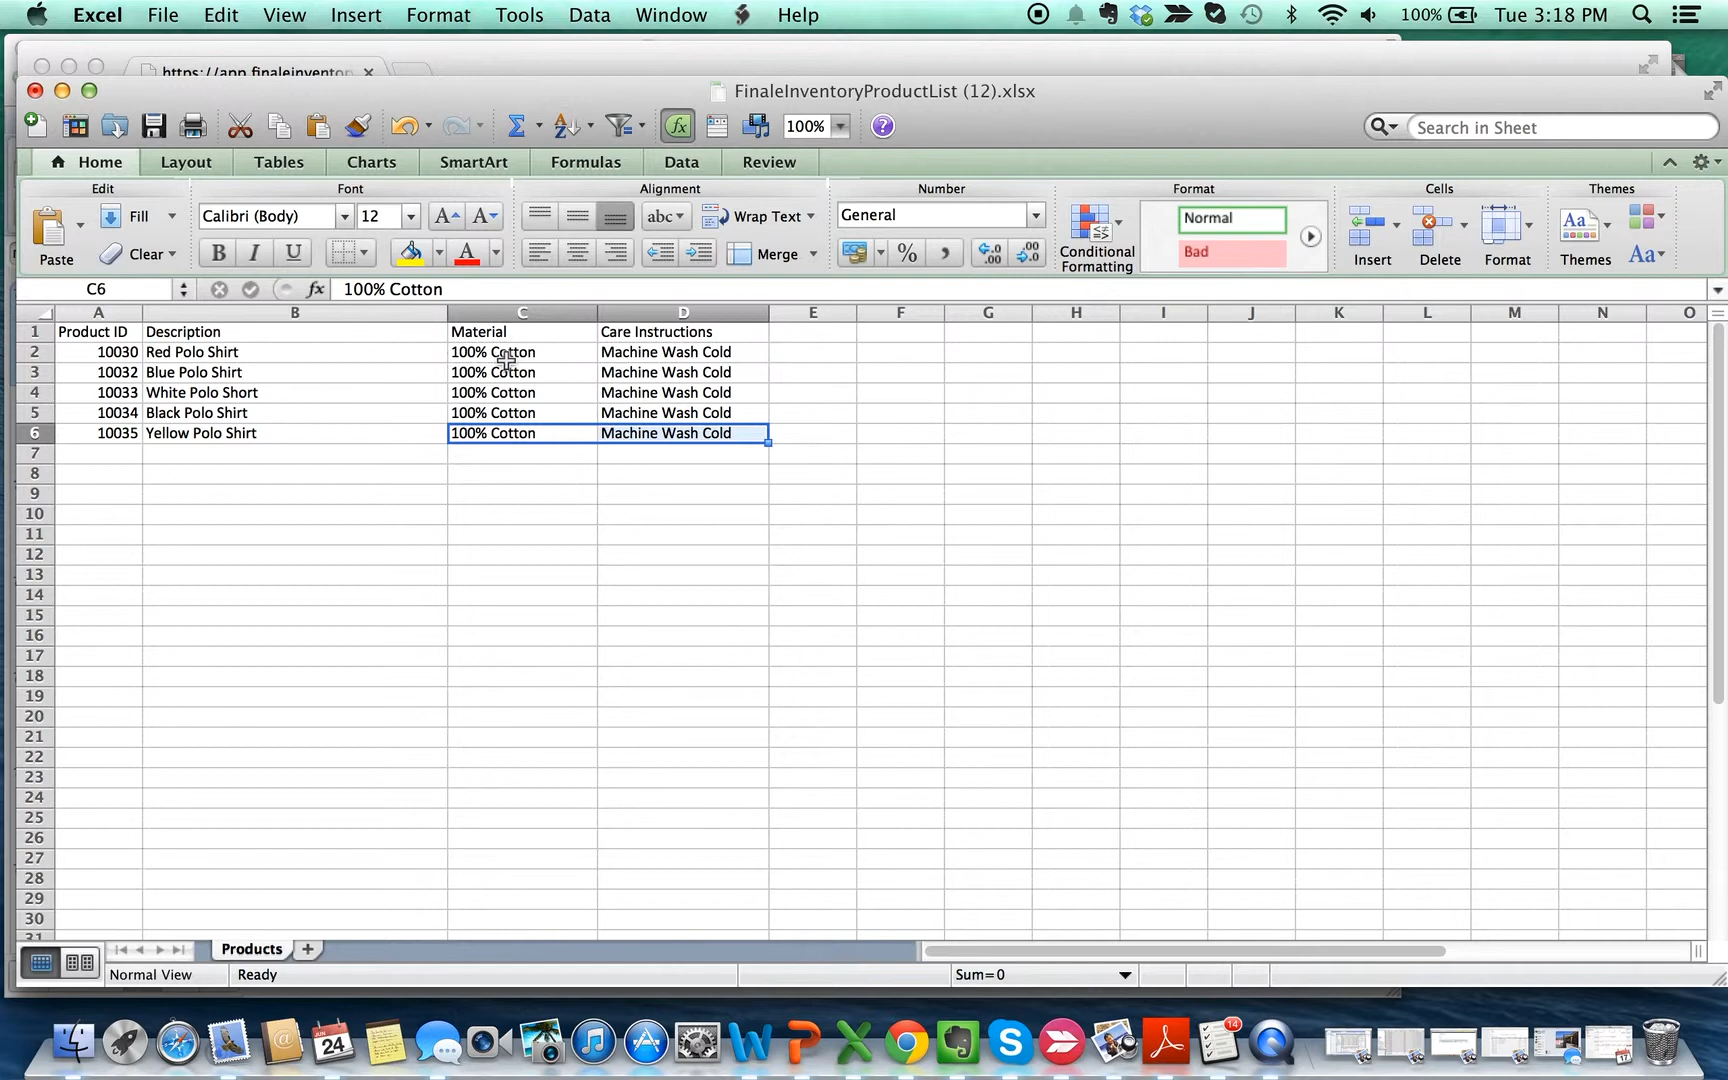 Excel File Edit View Insert Format Tools Data Window Help 100% Tue 3:18 PM
https://app.finaleinventory
FinaleInventoryProductList (12).xlsx
100% Search in Sheet
Home Layout Tables Charts SmartArt Formulas Data Review
Edit Font Alignment Number Format Cells Themes
Fill Calibri (Body) 12 A A abc Wrap Text General Normal
Paste Clear B I U A Merge % Conditional Formatting Bad Insert Delete Format Themes Aa
C6 fx 100% Cotton
A B C D E F G H I J K L M N O
1 Product ID Description Material Care Instructions
2 10030 Red Polo Shirt 100% Cotton Machine Wash Cold
3 10032 Blue Polo Shirt 100% Cotton Machine Wash Cold
4 10033 White Polo Short 100% Cotton Machine Wash Cold
5 10034 Black Polo Shirt 100% Cotton Machine Wash Cold
6 10035 Yellow Polo Shirt 100% Cotton Machine Wash Cold
7
8
9
10
11
12
13
14
15
16
17
18
19
20
21
22
23
24
25
26
27
28
29
30
31
Products
Normal View Ready Sum=0
JUN 24 14 17